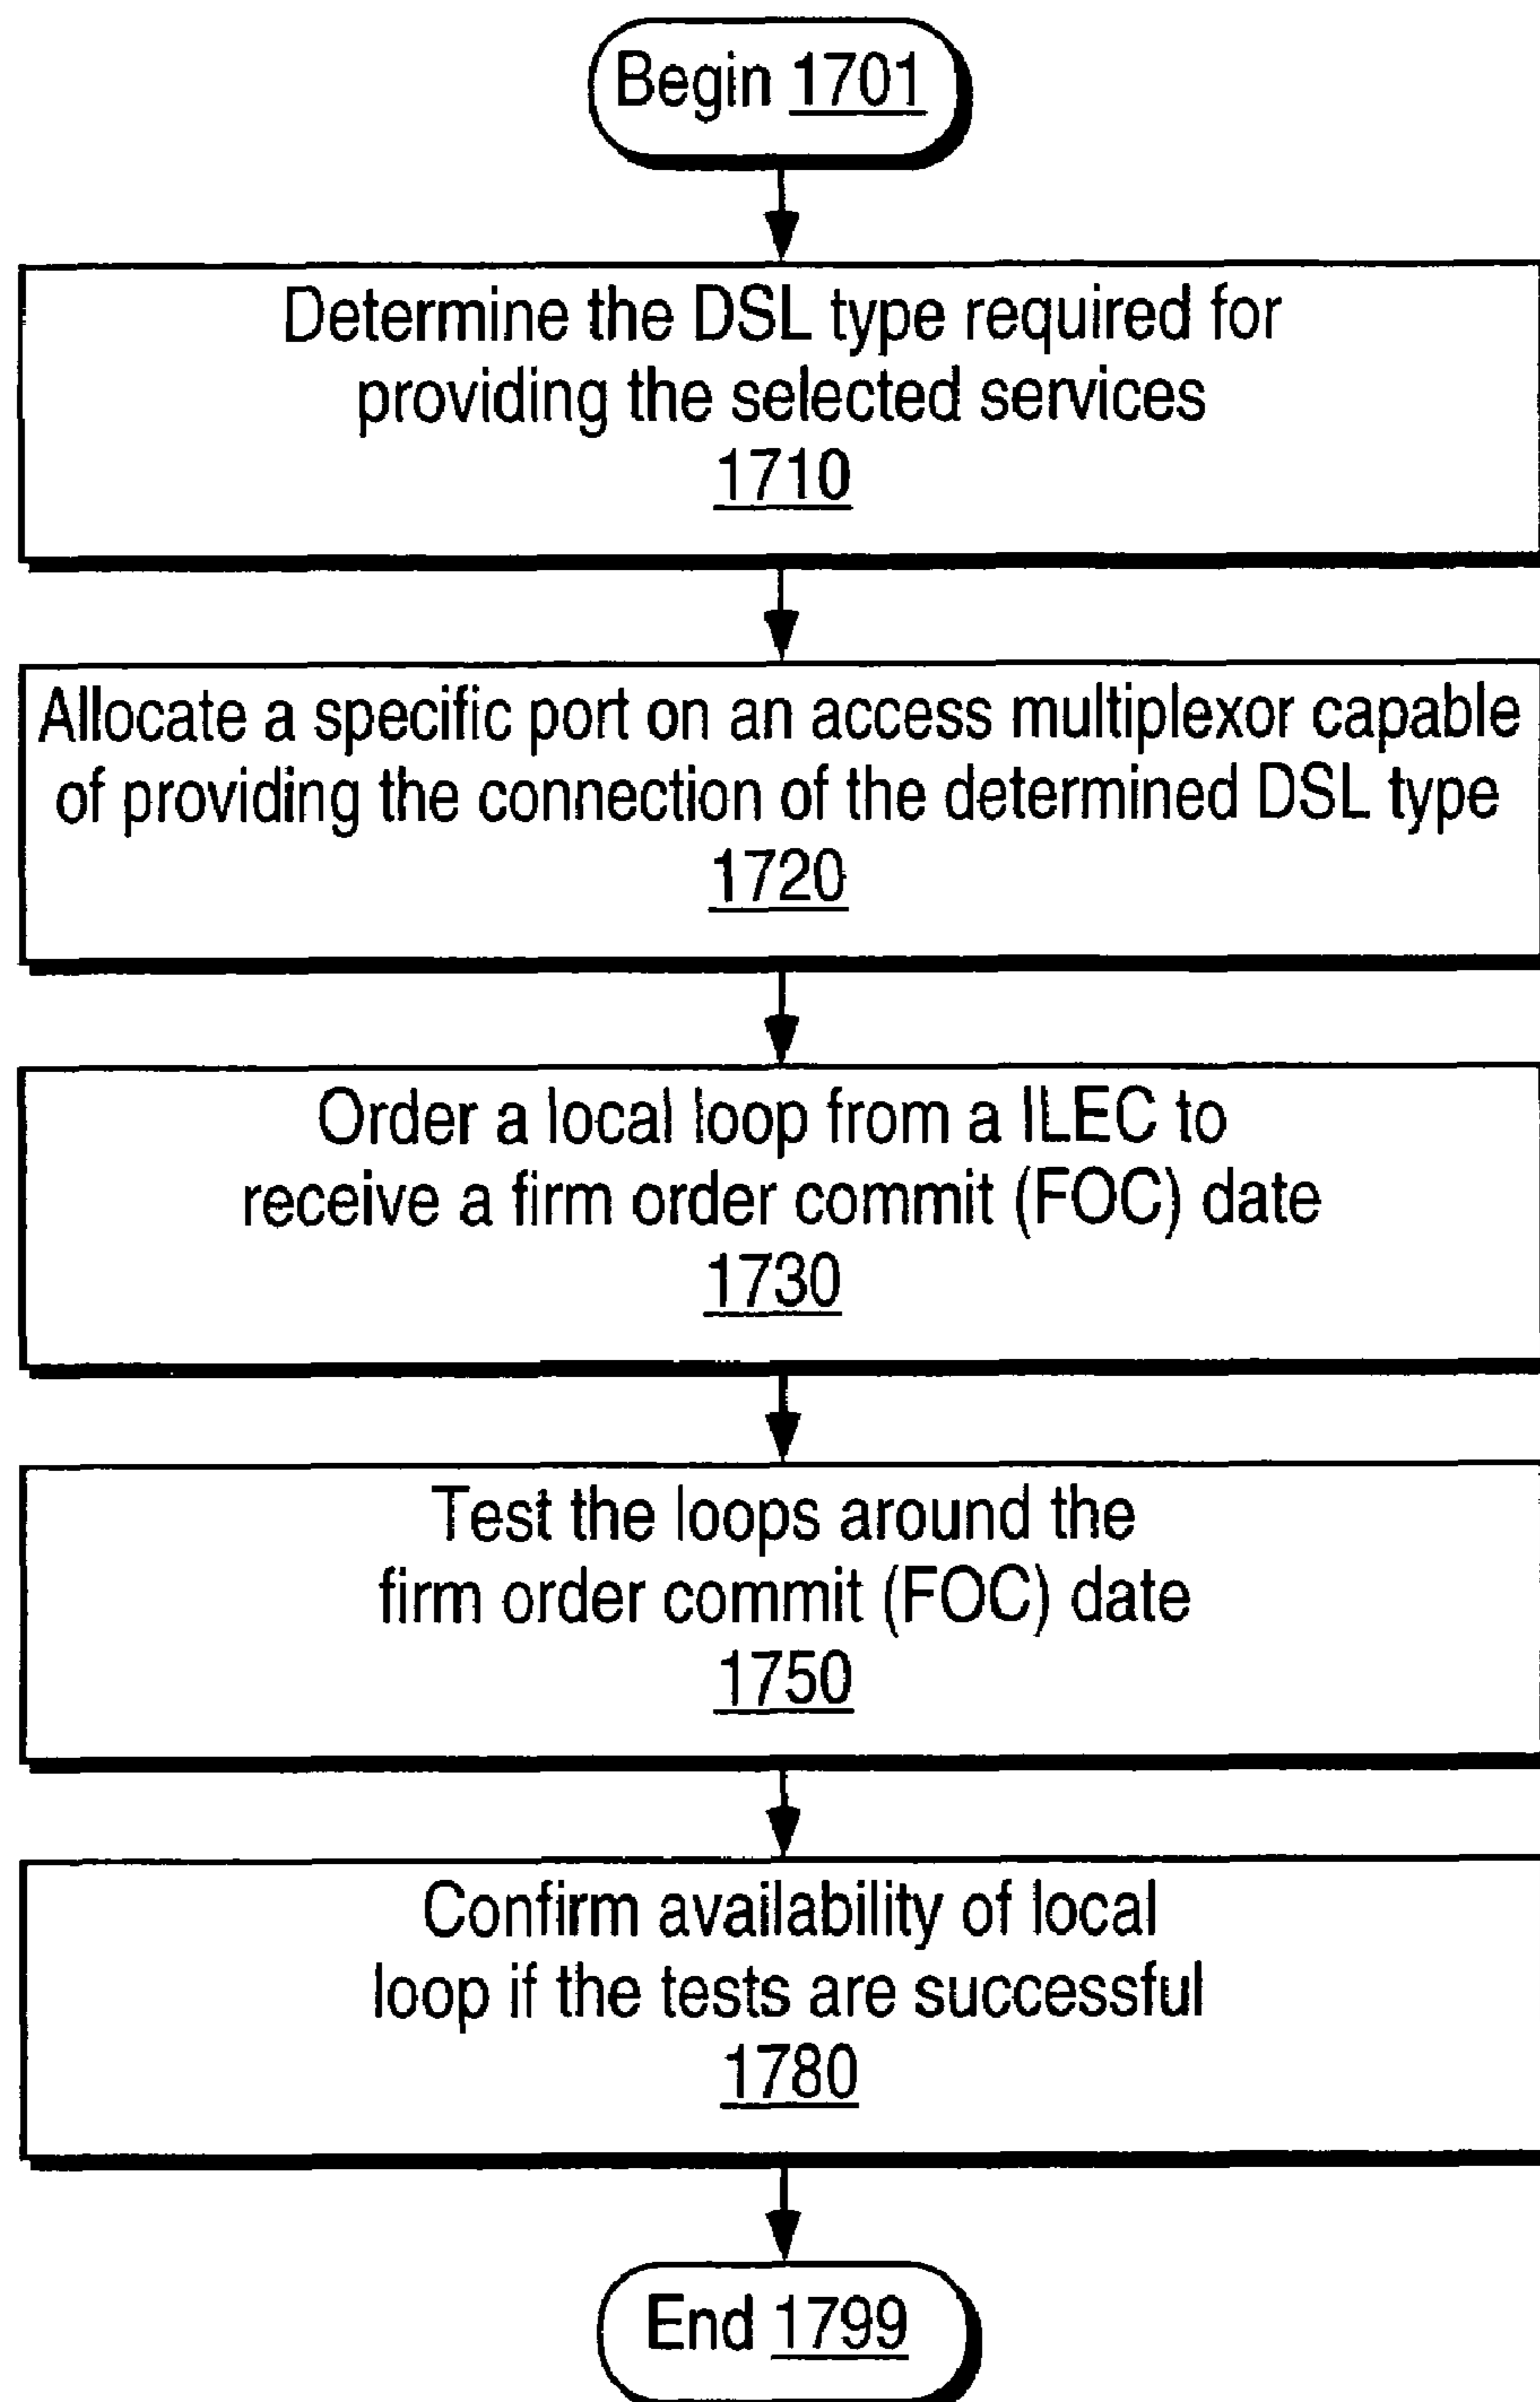 Begin 1701
Determine the DSL type required for
providing the selected services
1710
Allocate a specific port on an access multiplexor capable
of providing the connection of the determined DSL type
1720
Order a local loop from a ILEC to
receive a firm order commit (FOC) date
1730
Test the loops around the
firm order commit (FOC) date
1750
Confirm availability of local
loop if the tests are successful
1780
End 1799